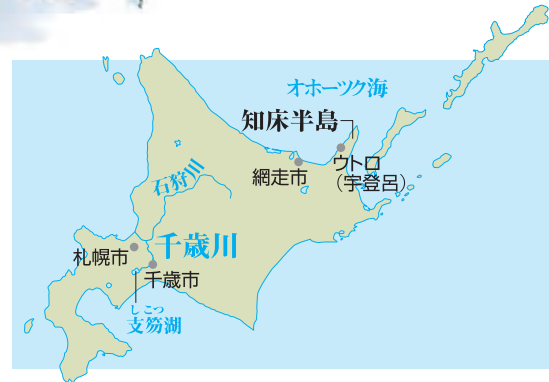 オホーツク海
知床半島
ウトロ
（宇登呂）
網走市
石狩川
千歳川
札幌市
千歳市
しこつ
支笏湖